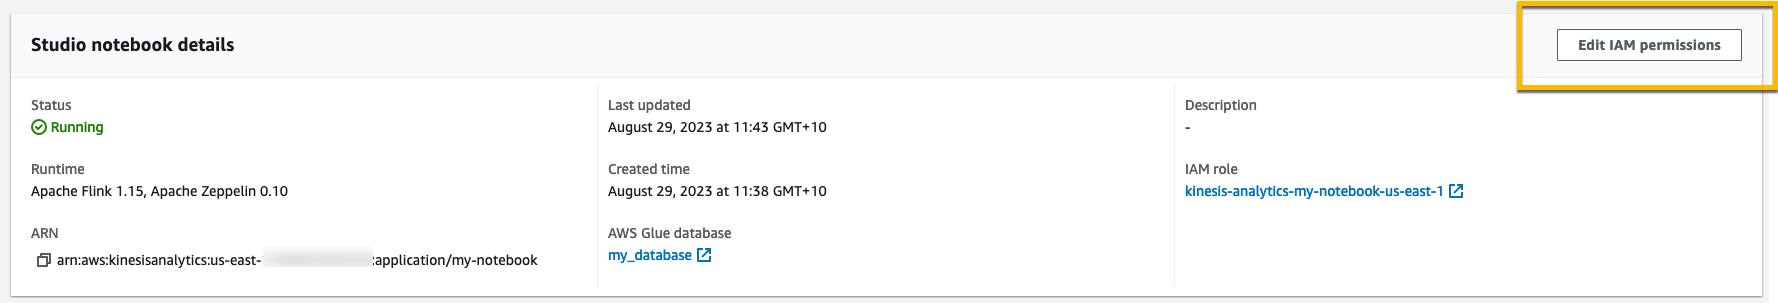 Studio notebook details
Edit IAM permissions
Status
Running
Runtime
Apache Flink 1.15, Apache Zeppelin 0.10
ARN
arn:aws:kinesisanalytics:us-east- :application/my-notebook
Last updated
August 29, 2023 at 11:43 GMT+10
Created time
August 29, 2023 at 11:38 GMT+10
AWS Glue database
my_database
Description
-
IAM role
kinesis-analytics-my-notebook-us-east-1